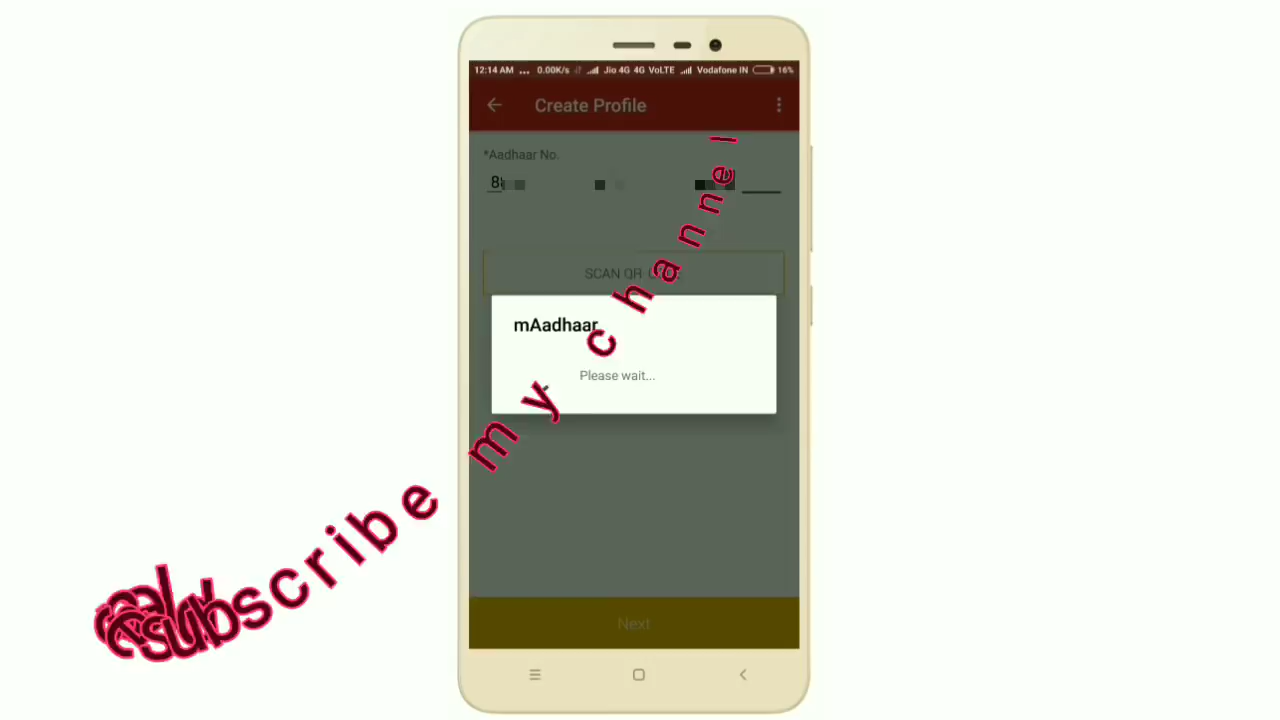 12:14 AM ... 0.00K/s Jio 4G 4G VoLTE Vodafone IN 16%
Create Profile
*Aadhaar No.
8
SCAN QR
mAadhaar
Please wait...
Next
subscribe my channel